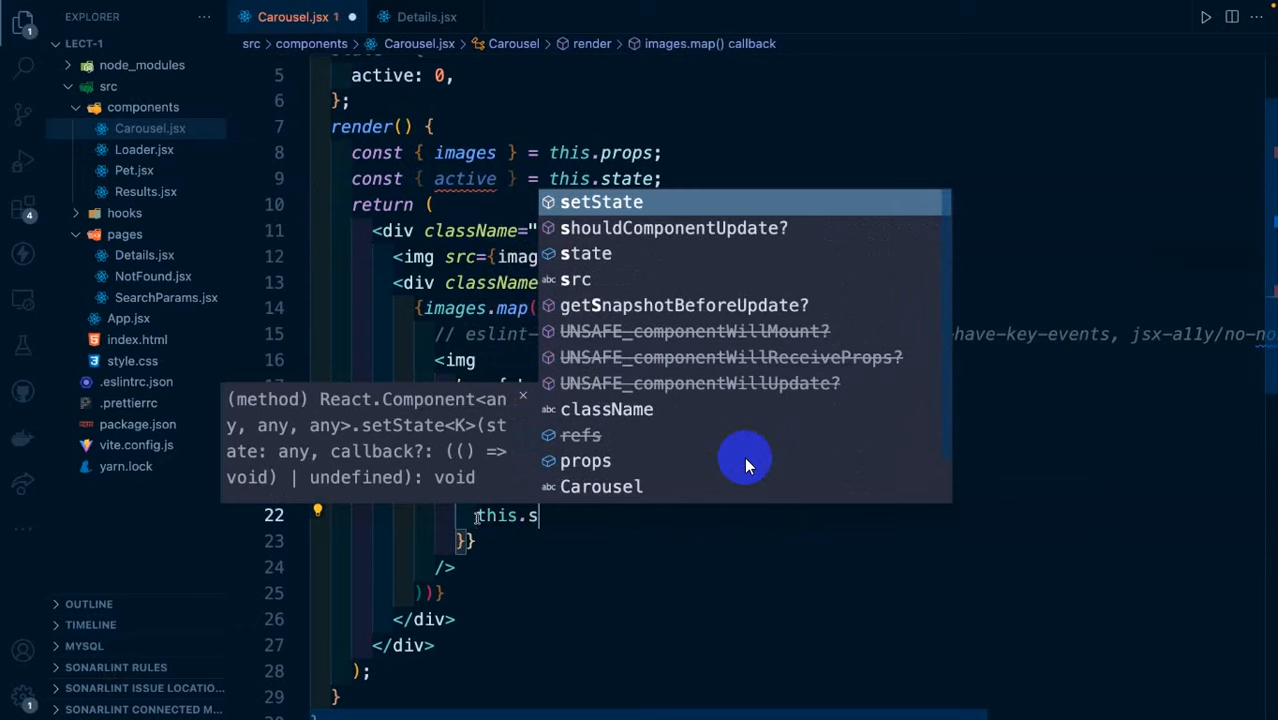 EXPLORER
LECT-1
node_modules
src
components
Carousel.jsx
Loader.jsx
Pet.jsx
Results.jsx
hooks
pages
Details.jsx
NotFound.jsx
SearchParams.jsx
App.jsx
index.html
style.css
.eslintrc.json
.prettierrc
package.json
vite.config.js
yarn.lock
OUTLINE
TIMELINE
MYSQL
SONARLINT RULES
SONARLINT ISSUE LOCATIO...
SONARLINT CONNECTED M...
1
4
1
Carousel.jsx 1
Details.jsx
src > components > Carousel.jsx > Carousel > render > images.map() callback
5 active: 0,
6 };
7 render() {
8 const { images } = this.props;
9 const { active } = this.state;
10 return (
11 <div className="
12 <img src={imag
13 <div className
14 {images.map(
15 // eslint- -have-key-events, jsx-a11y/no-no
16 <img
22 this.s
23 }}
24 />
25 ))}
26 </div>
27 </div>
28 );
29 }
setState
shouldComponentUpdate?
state
src
getSnapshotBeforeUpdate?
UNSAFE_componentWillMount?
UNSAFE_componentWillReceiveProps?
UNSAFE_componentWillUpdate?
className
refs
props
Carousel
(method) React.Component<an
y, any, any>.setState<K>(st
ate: any, callback?: (() =>
void) | undefined): void